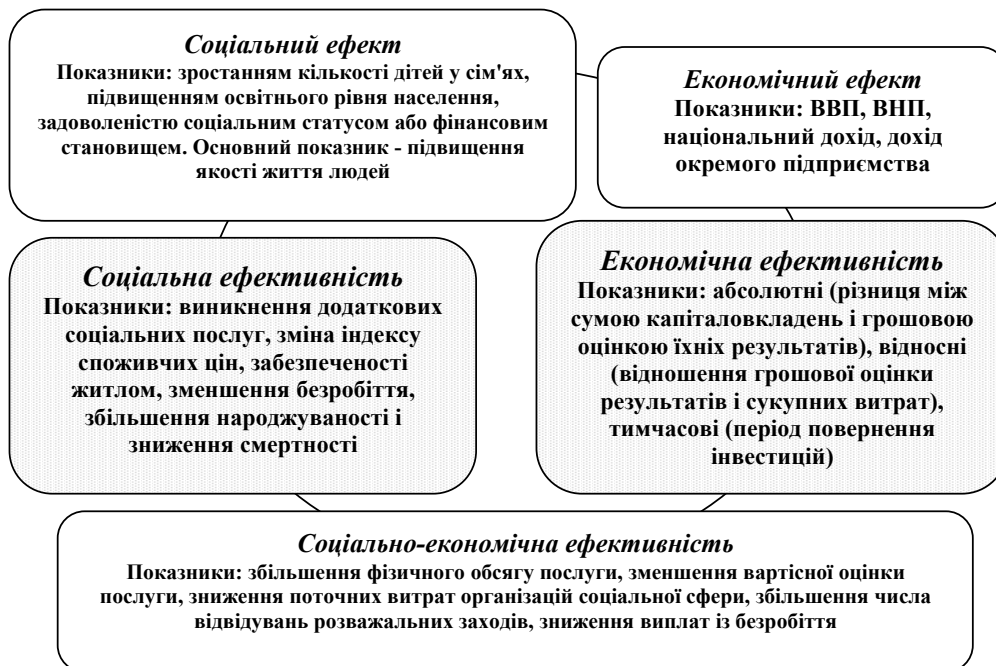 Соціальний ефект
Показники: зростанням кількості дітей у сім'ях,
підвищенням освітнього рівня населення,
задоволеністю соціальним статусом або фінансовим
становищем. Основний показник - підвищення
якості життя людей
Економічний ефект
Показники: ВВП, ВНП,
національний дохід, дохід
окремого підприємства
Соціальна ефективність
Показники: виникнення додаткових
соціальних послуг, зміна індексу
споживчих цін, забезпеченості
житлом, зменшення безробіття,
збільшення народжуваності і
зниження смертності
Економічна ефективність
Показники: абсолютні (різниця між
сумою капіталовкладень і грошовою
оцінкою їхніх результатів), відносні
(відношення грошової оцінки
результатів і сукупних витрат),
тимчасові (період повернення
інвестицій)
Соціально-економічна ефективність
Показники: збільшення фізичного обсягу послуги, зменшення вартісної оцінки
послуги, зниження поточних витрат організацій соціальної сфери, збільшення числа
відвідувань розважальних заходів, зниження виплат із безробіття